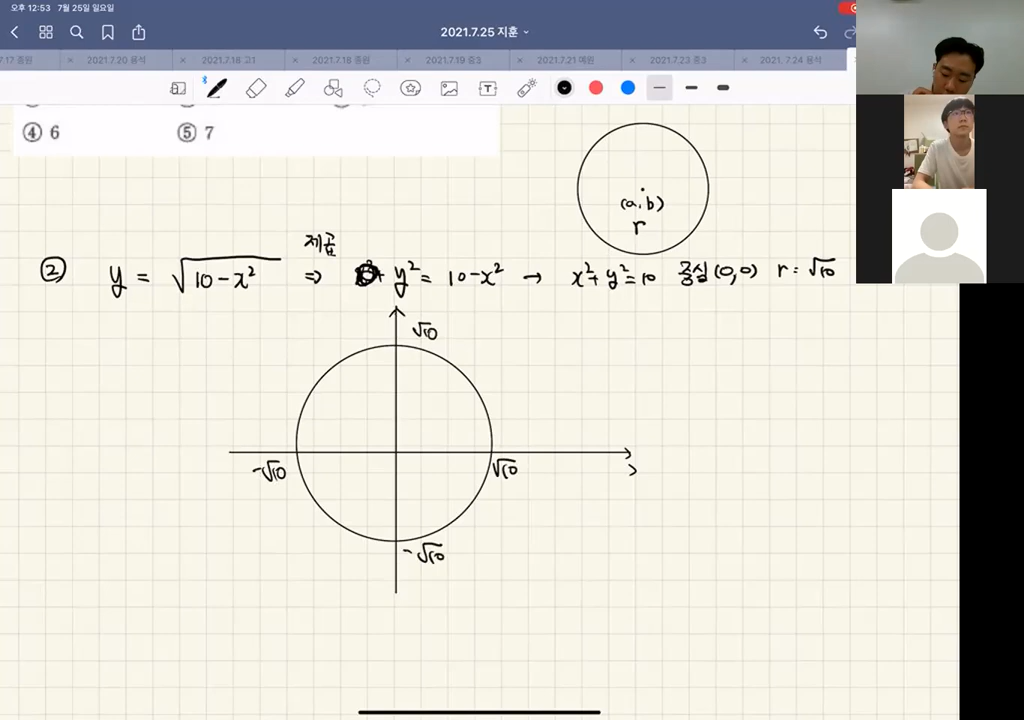 오후 12:53 7월 25일 일요일
2021.7.25 지훈
7.17 종원 × 2021.7.20 용석 × 2021.7.18 고1 × 2021.7.18 종원 × 2021.7.19 중3 × 2021.7.21 예원 × 2021.7.23 중3 × 2021. 7.24 용석 ×
④ 6 ⑤ 7
(a, b)
r
제곱
② y = √(10-x²) ⇒ + y² = 10-x² → x²+y²=10 중심(0,0) r=√10
√10
-√10 √10
-√10